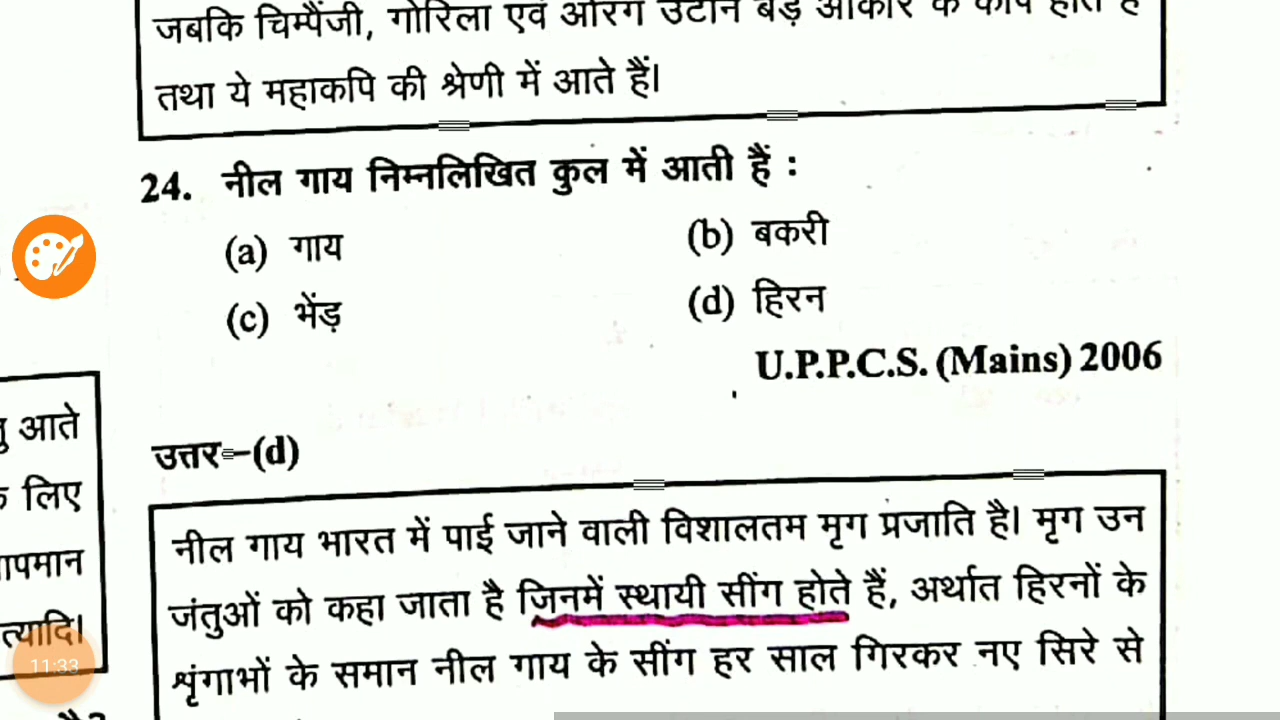 जबकि चिम्पैंजी, गोरिला एवं ओरंग उटान बड़े आकार के कपि होते हैं
तथा ये महाकपि की श्रेणी में आते हैं।
24. नील गाय निम्नलिखित कुल में आती हैं :
(a) गाय (b) बकरी
(c) भेंड़ (d) हिरन
U.P.P.C.S. (Mains) 2006
उत्तर–(d)
नील गाय भारत में पाई जाने वाली विशालतम मृग प्रजाति है। मृग उन
जंतुओं को कहा जाता है जिनमें स्थायी सींग होते हैं, अर्थात हिरनों के
शृंगाभों के समान नील गाय के सींग हर साल गिरकर नए सिरे से
आते
लिए
11:33